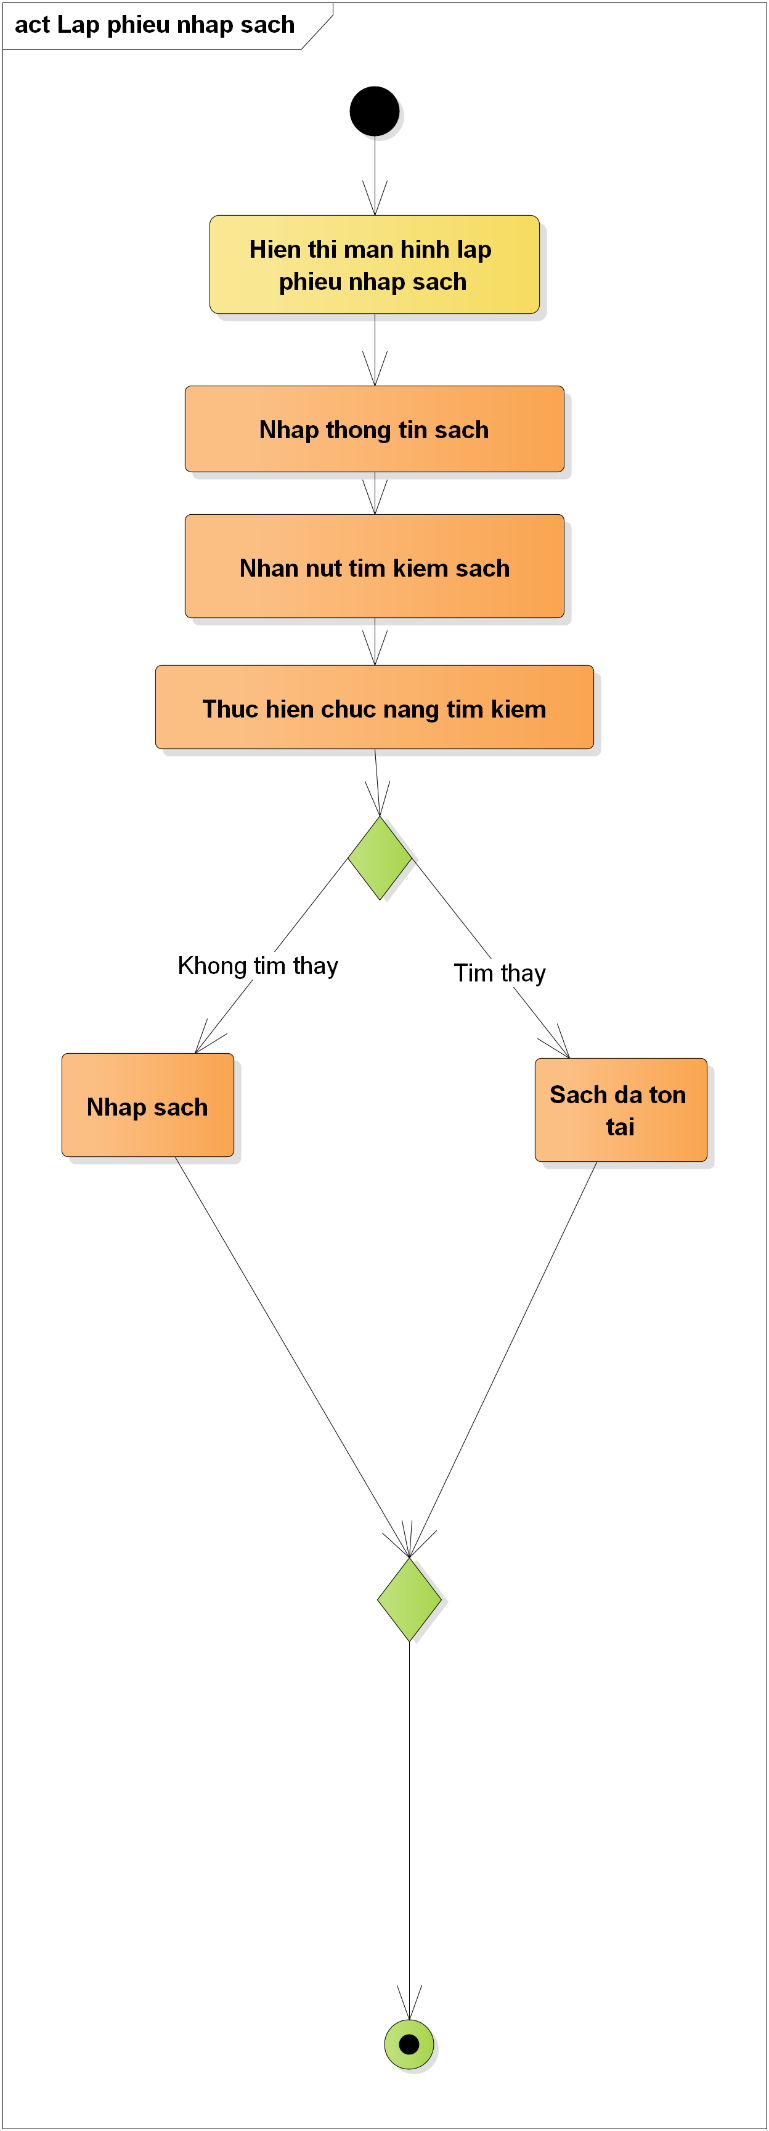 act Lap phieu nhap sach
Hien thi man hinh lap
phieu nhap sach
Nhap thong tin sach
Nhan nut tim kiem sach
Thuc hien chuc nang tim kiem
Khong tim thay
Tim thay
Nhap sach
Sach da ton
tai